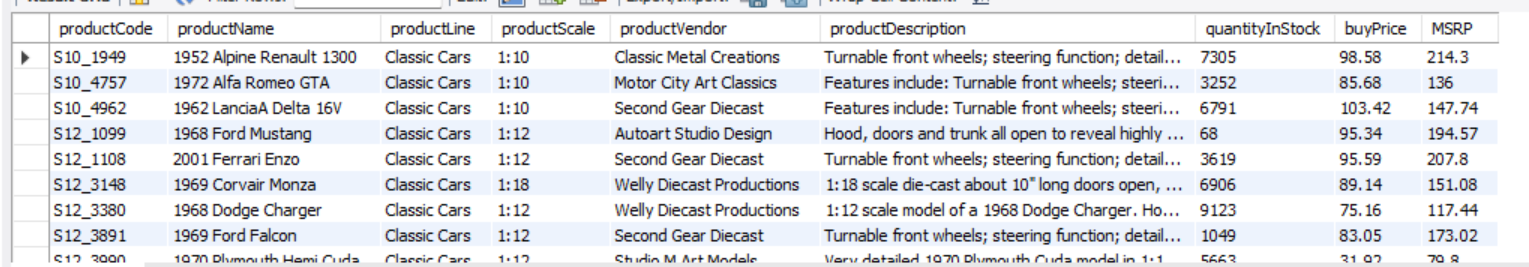 productCode productName productLine productScale productVendor productDescription quantityInStock buyPrice MSRP
S10_1949 1952 Alpine Renault 1300 Classic Cars 1:10 Classic Metal Creations Turnable front wheels; steering function; detail... 7305 98.58 214.3
S10_4757 1972 Alfa Romeo GTA Classic Cars 1:10 Motor City Art Classics Features include: Turnable front wheels; steeri... 3252 85.68 136
S10_4962 1962 LanciaA Delta 16V Classic Cars 1:10 Second Gear Diecast Features include: Turnable front wheels; steeri... 6791 103.42 147.74
S12_1099 1968 Ford Mustang Classic Cars 1:12 Autoart Studio Design Hood, doors and trunk all open to reveal highly ... 68 95.34 194.57
S12_1108 2001 Ferrari Enzo Classic Cars 1:12 Second Gear Diecast Turnable front wheels; steering function; detail... 3619 95.59 207.8
S12_3148 1969 Corvair Monza Classic Cars 1:18 Welly Diecast Productions 1:18 scale die-cast about 10" long doors open, ... 6906 89.14 151.08
S12_3380 1968 Dodge Charger Classic Cars 1:12 Welly Diecast Productions 1:12 scale model of a 1968 Dodge Charger. Ho... 9123 75.16 117.44
S12_3891 1969 Ford Falcon Classic Cars 1:12 Second Gear Diecast Turnable front wheels; steering function; detail... 1049 83.05 173.02
S12_3990 1970 Plymouth Hemi Cuda Classic Cars 1:12 Studio M Art Models Very detailed 1970 Plymouth Cuda model in 1:1... 5663 31.92 79.8